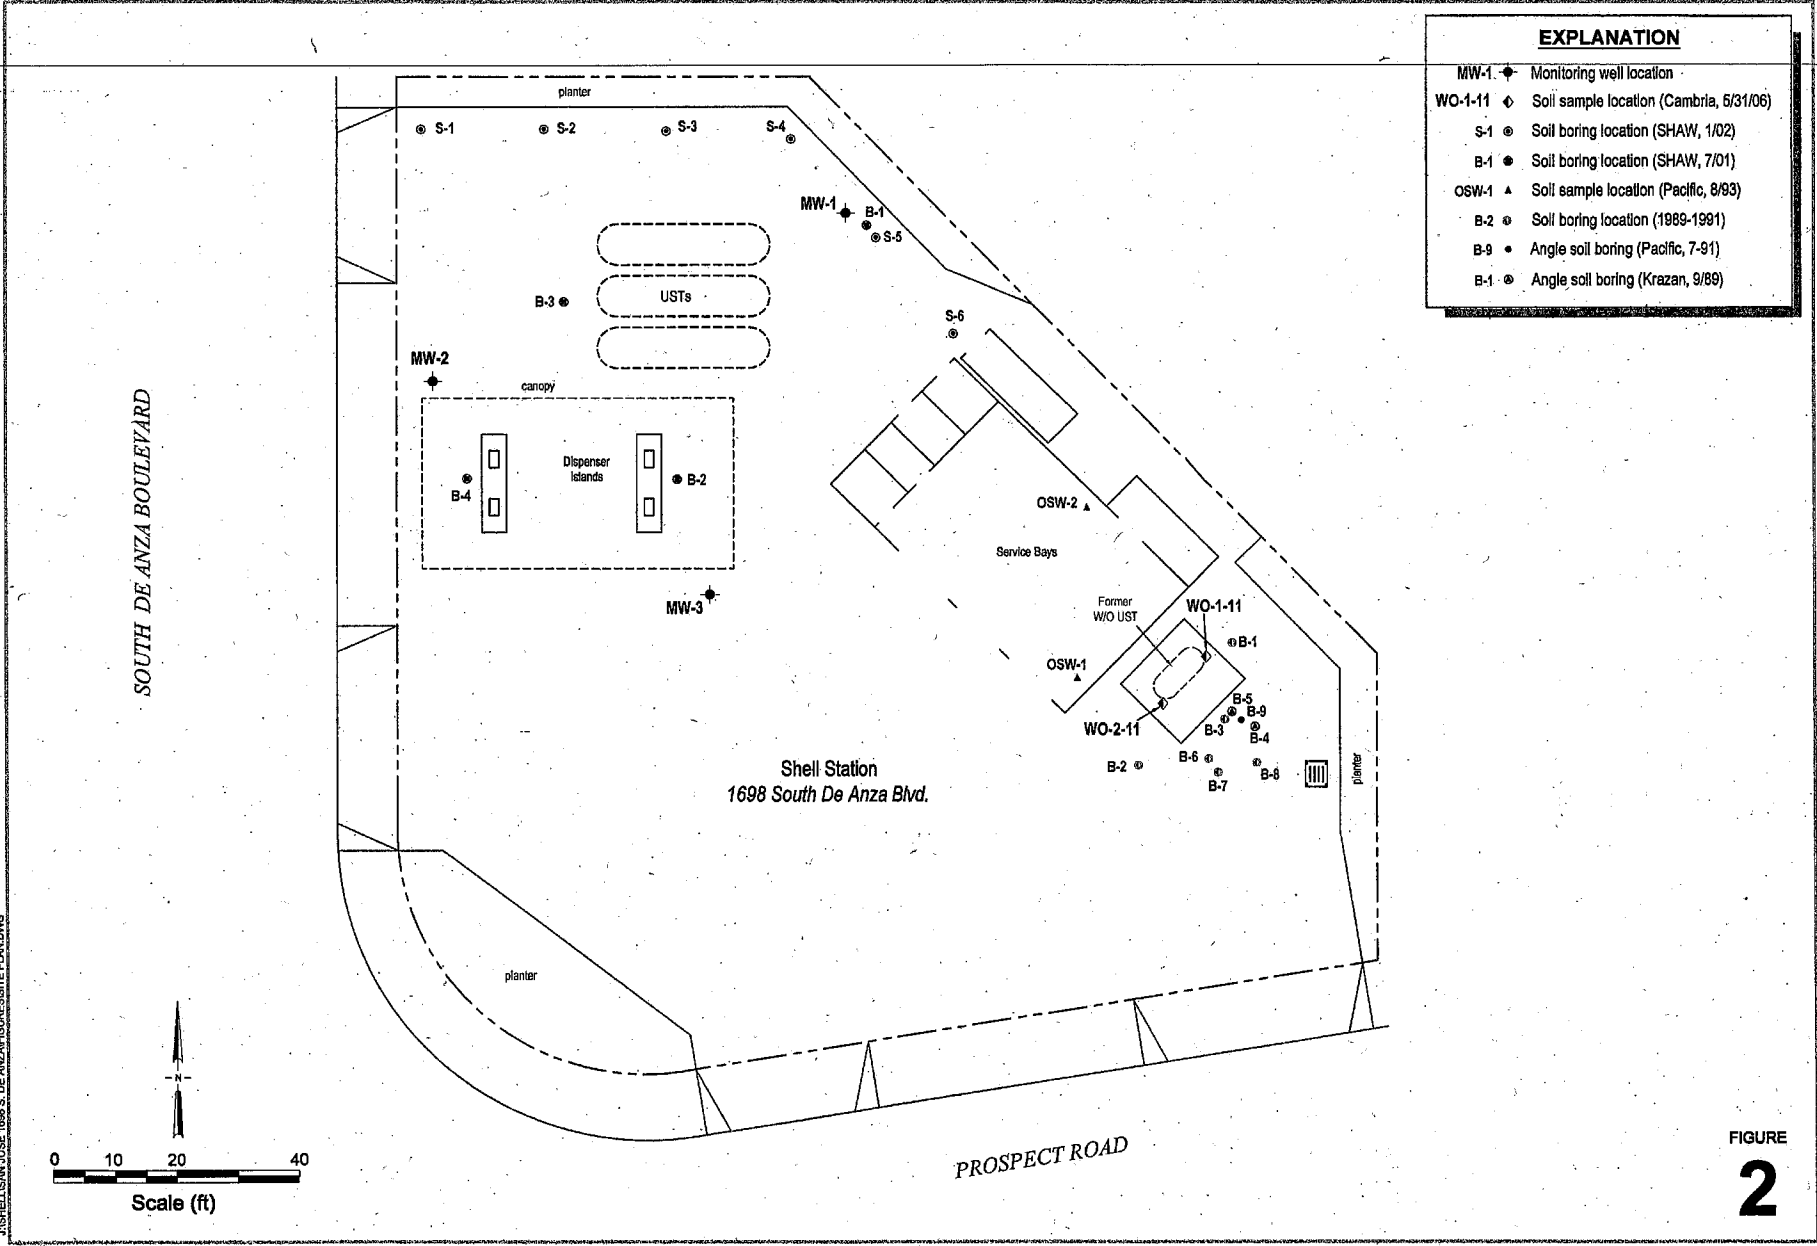 EXPLANATION
MW-1 Monitoring well location
WO-1-11 Soil sample location (Cambria, 5/31/06)
S-1 Soil boring location (SHAW, 1/02)
B-1 Soil boring location (SHAW, 7/01)
OSW-1 Soil sample location (Pacific, 8/93)
B-2 Soil boring location (1989-1991)
B-9 Angle soil boring (Pacific, 7-91)
B-1 Angle soil boring (Krazan, 9/89)
planter
S-1
S-2
S-3
S-4
MW-1
B-1
S-5
B-3
USTs
S-6
MW-2
canopy
Dispenser
Islands
B-4
B-2
OSW-2
Service Bays
MW-3
Former
W/O UST
WO-1-11
B-1
OSW-1
B-5
B-9
B-3
B-4
WO-2-11
B-2
B-6
B-7
B-8
planter
Shell Station
1698 South De Anza Blvd.
SOUTH DE ANZA BOULEVARD
planter
N
0 10 20 40
Scale (ft)
PROSPECT ROAD
FIGURE
2